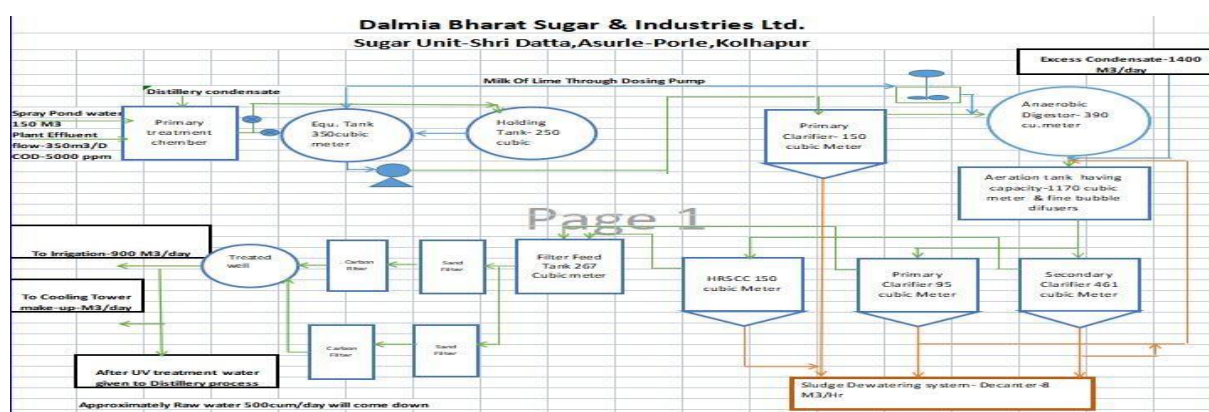 Dalmia Bharat Sugar & Industries Ltd.
Sugar Unit-Shri Datta,Asurle-Porle,Kolhapur
Excess Condensate-1400
M3/day
Milk Of Lime Through Dosing Pump
Distillery condensate
Spray Pond water
150 M3
Plant Effluent
flow-350m3/D
COD-5000 ppm
Primary
treatment
chember
Equ. Tank
350cubic
meter
Holding
Tank- 250
cubic
Primary
Clarifier- 150
cubic Meter
Anaerobic
Digestor- 390
cu.meter
Aeration tank having
capacity-1170 cubic
meter & fine bubble
difusers
Page 1
To Irrigation-900 M3/day
Treated
well
Carbon
Filter
Sand
Filter
Filter Feed
Tank 267
Cubic meter
HRSCC 150
cubic Meter
Primary
Clarifier 95
cubic Meter
Secondary
Clarifier 461
cubic Meter
To Cooling Tower
make-up-M3/day
Carbon
Filter
Sand
Filter
After UV treatment water
given to Distillery process
Sludge Dewatering system- Decanter-8
M3/Hr
Approximately Raw water 500cum/day will come down